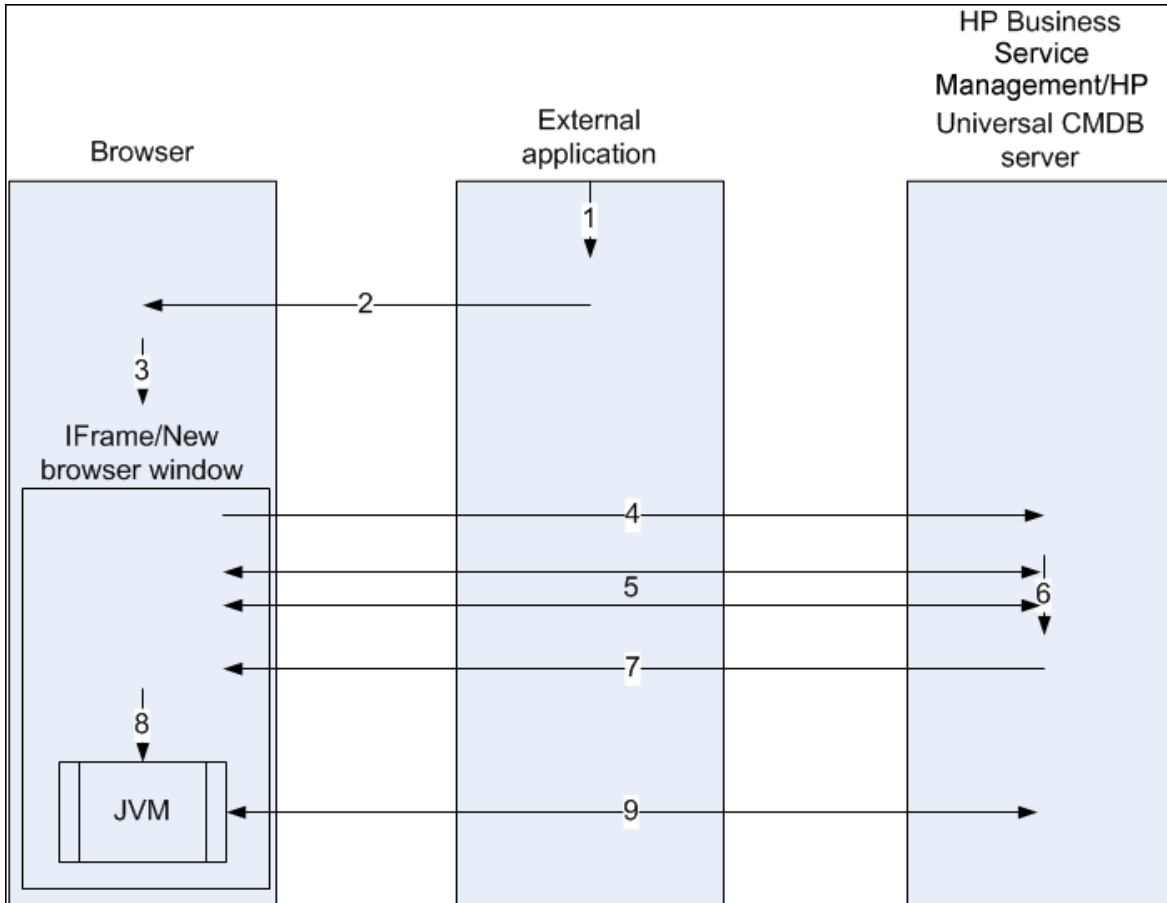 HP Business
Service
Management/HP
Universal CMDB
server
External
application
Browser
1
2
3
IFrame/New
browser window
4
5
6
7
8
JVM
9